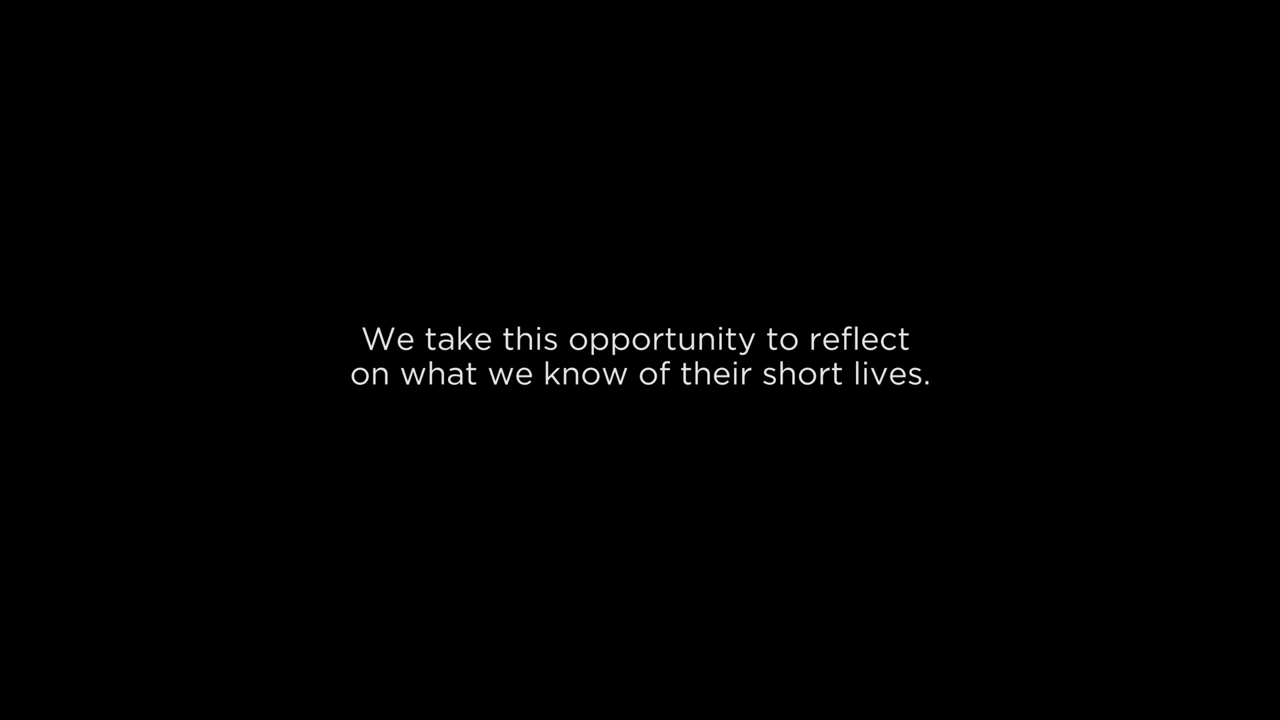 We take this opportunity to reflect
on what we know of their short lives.